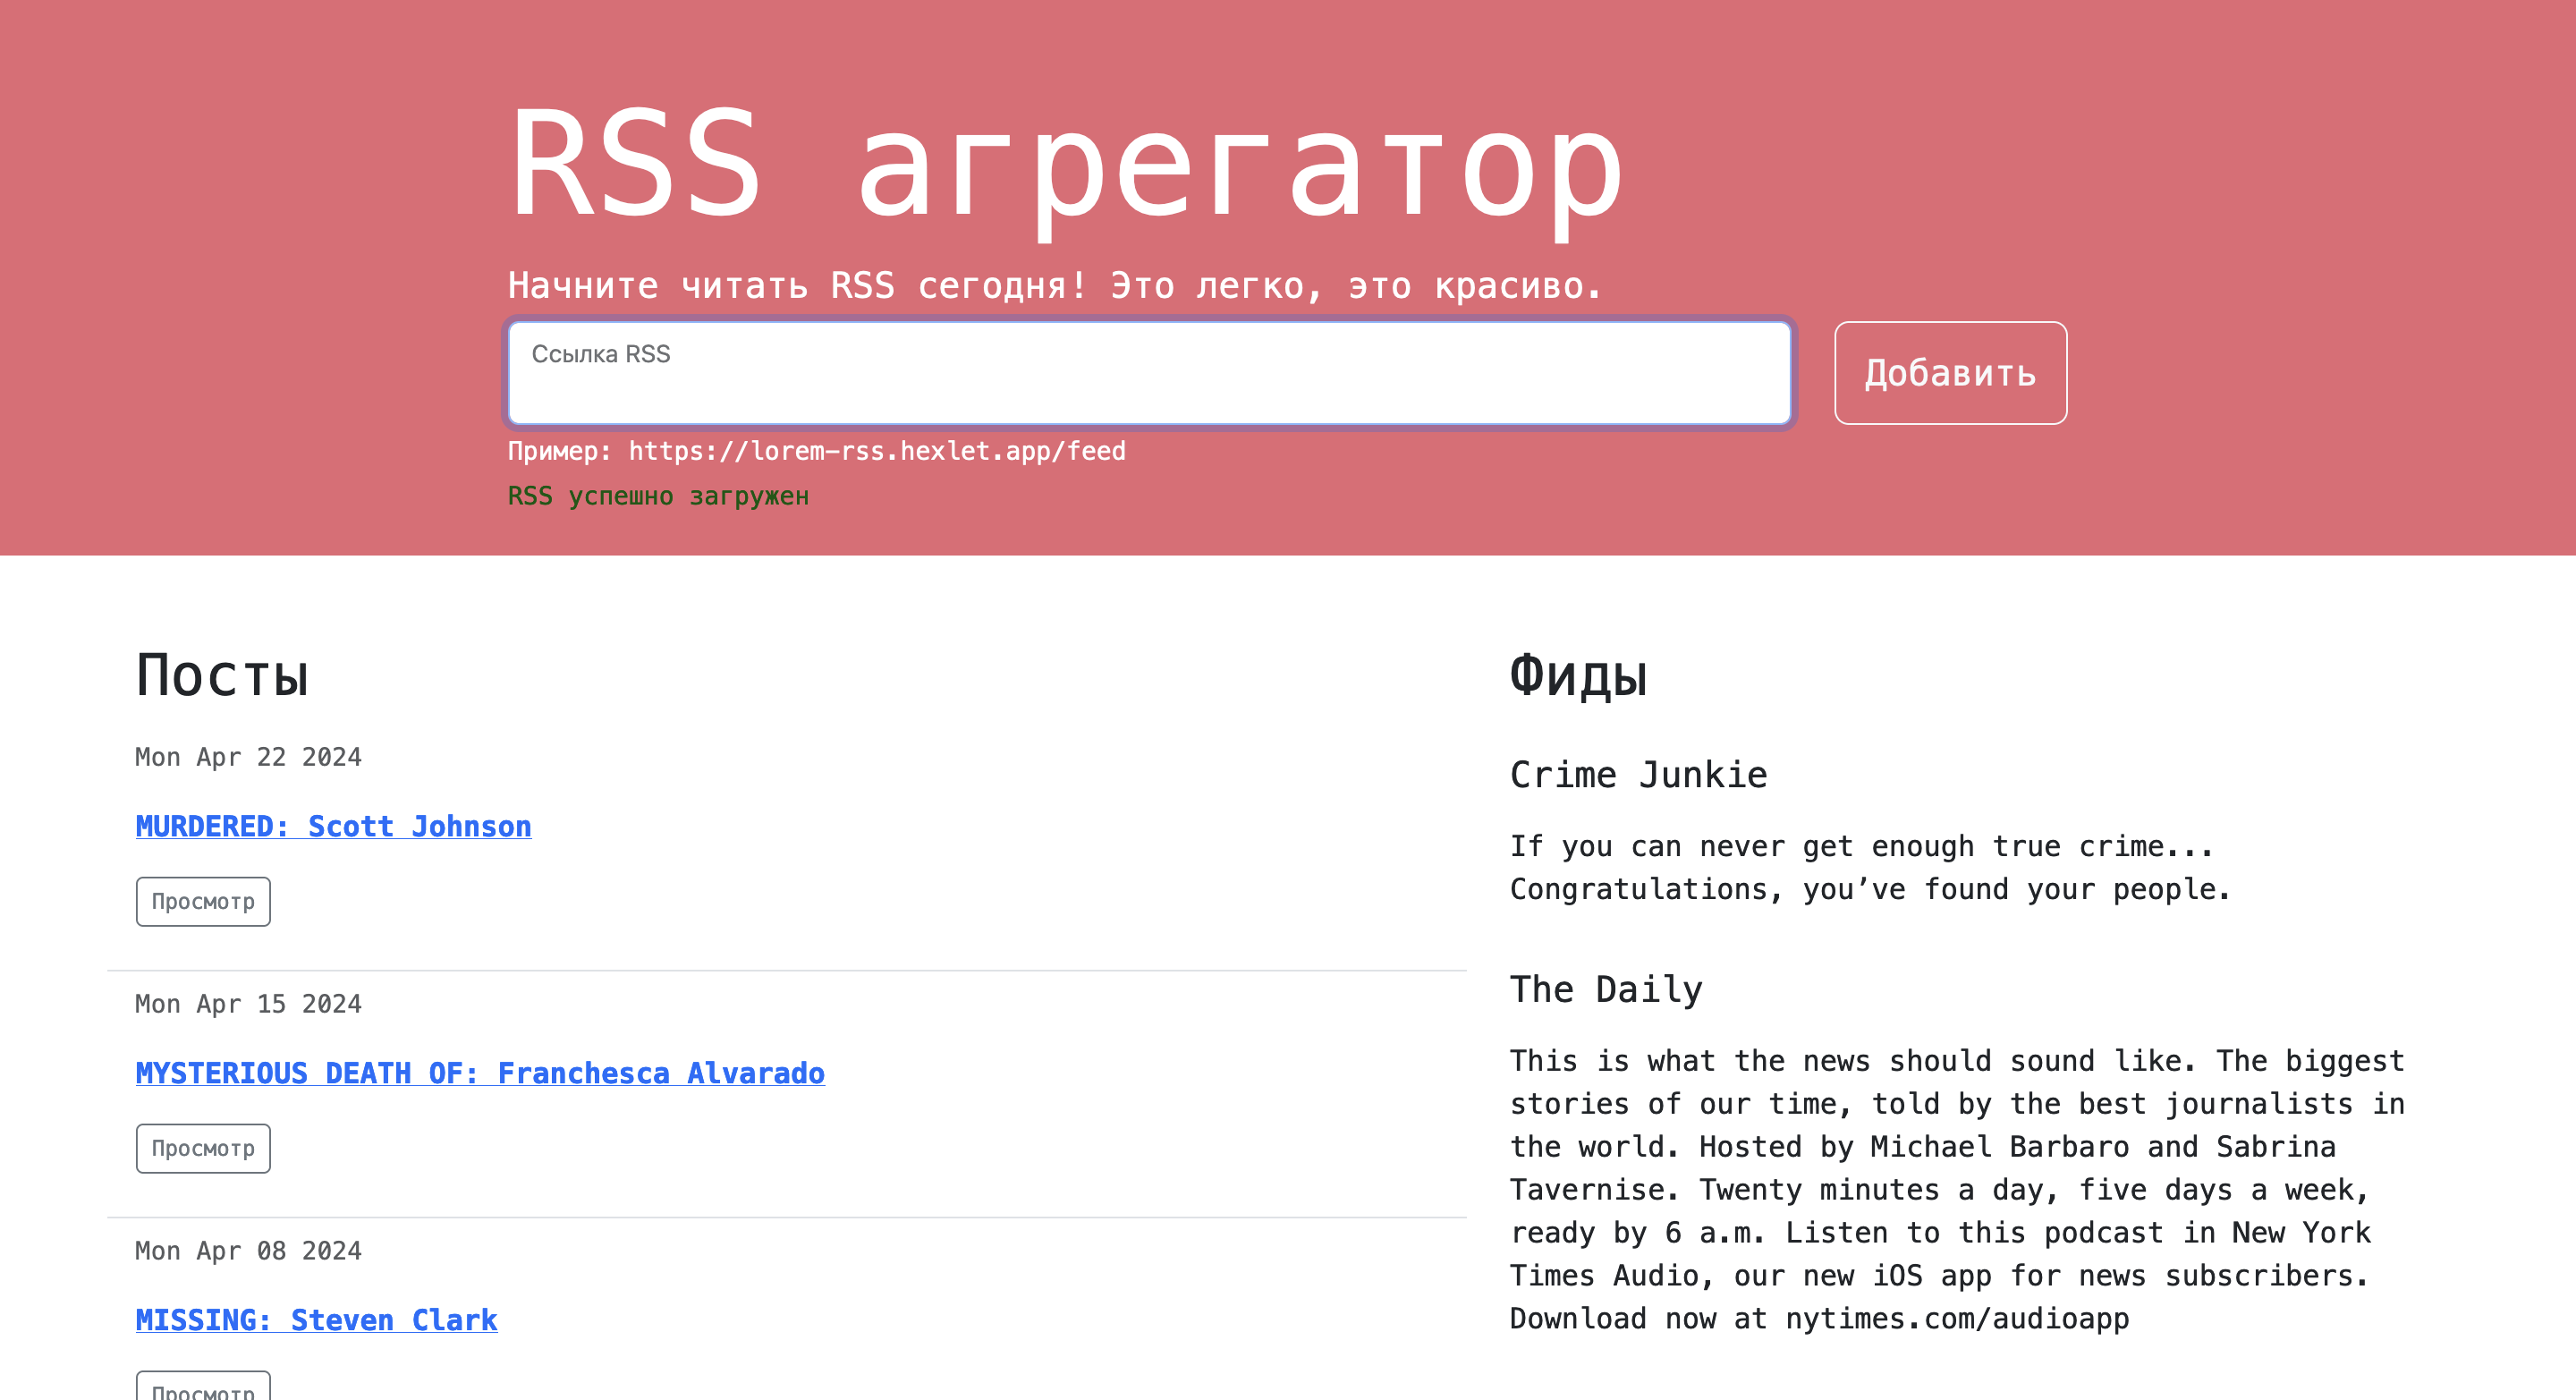 RSS агрегатор
Начните читать RSS сегодня! Это легко, это красиво.
Ссылка RSS
Добавить
Пример: https://lorem-rss.hexlet.app/feed
RSS успешно загружен
Посты
Mon Apr 22 2024
MURDERED: Scott Johnson
Просмотр
Mon Apr 15 2024
MYSTERIOUS DEATH OF: Franchesca Alvarado
Просмотр
Mon Apr 08 2024
MISSING: Steven Clark
Просмотр
Фиды
Crime Junkie
If you can never get enough true crime...
Congratulations, you’ve found your people.
The Daily
This is what the news should sound like. The biggest
stories of our time, told by the best journalists in
the world. Hosted by Michael Barbaro and Sabrina
Tavernise. Twenty minutes a day, five days a week,
ready by 6 a.m. Listen to this podcast in New York
Times Audio, our new iOS app for news subscribers.
Download now at nytimes.com/audioapp